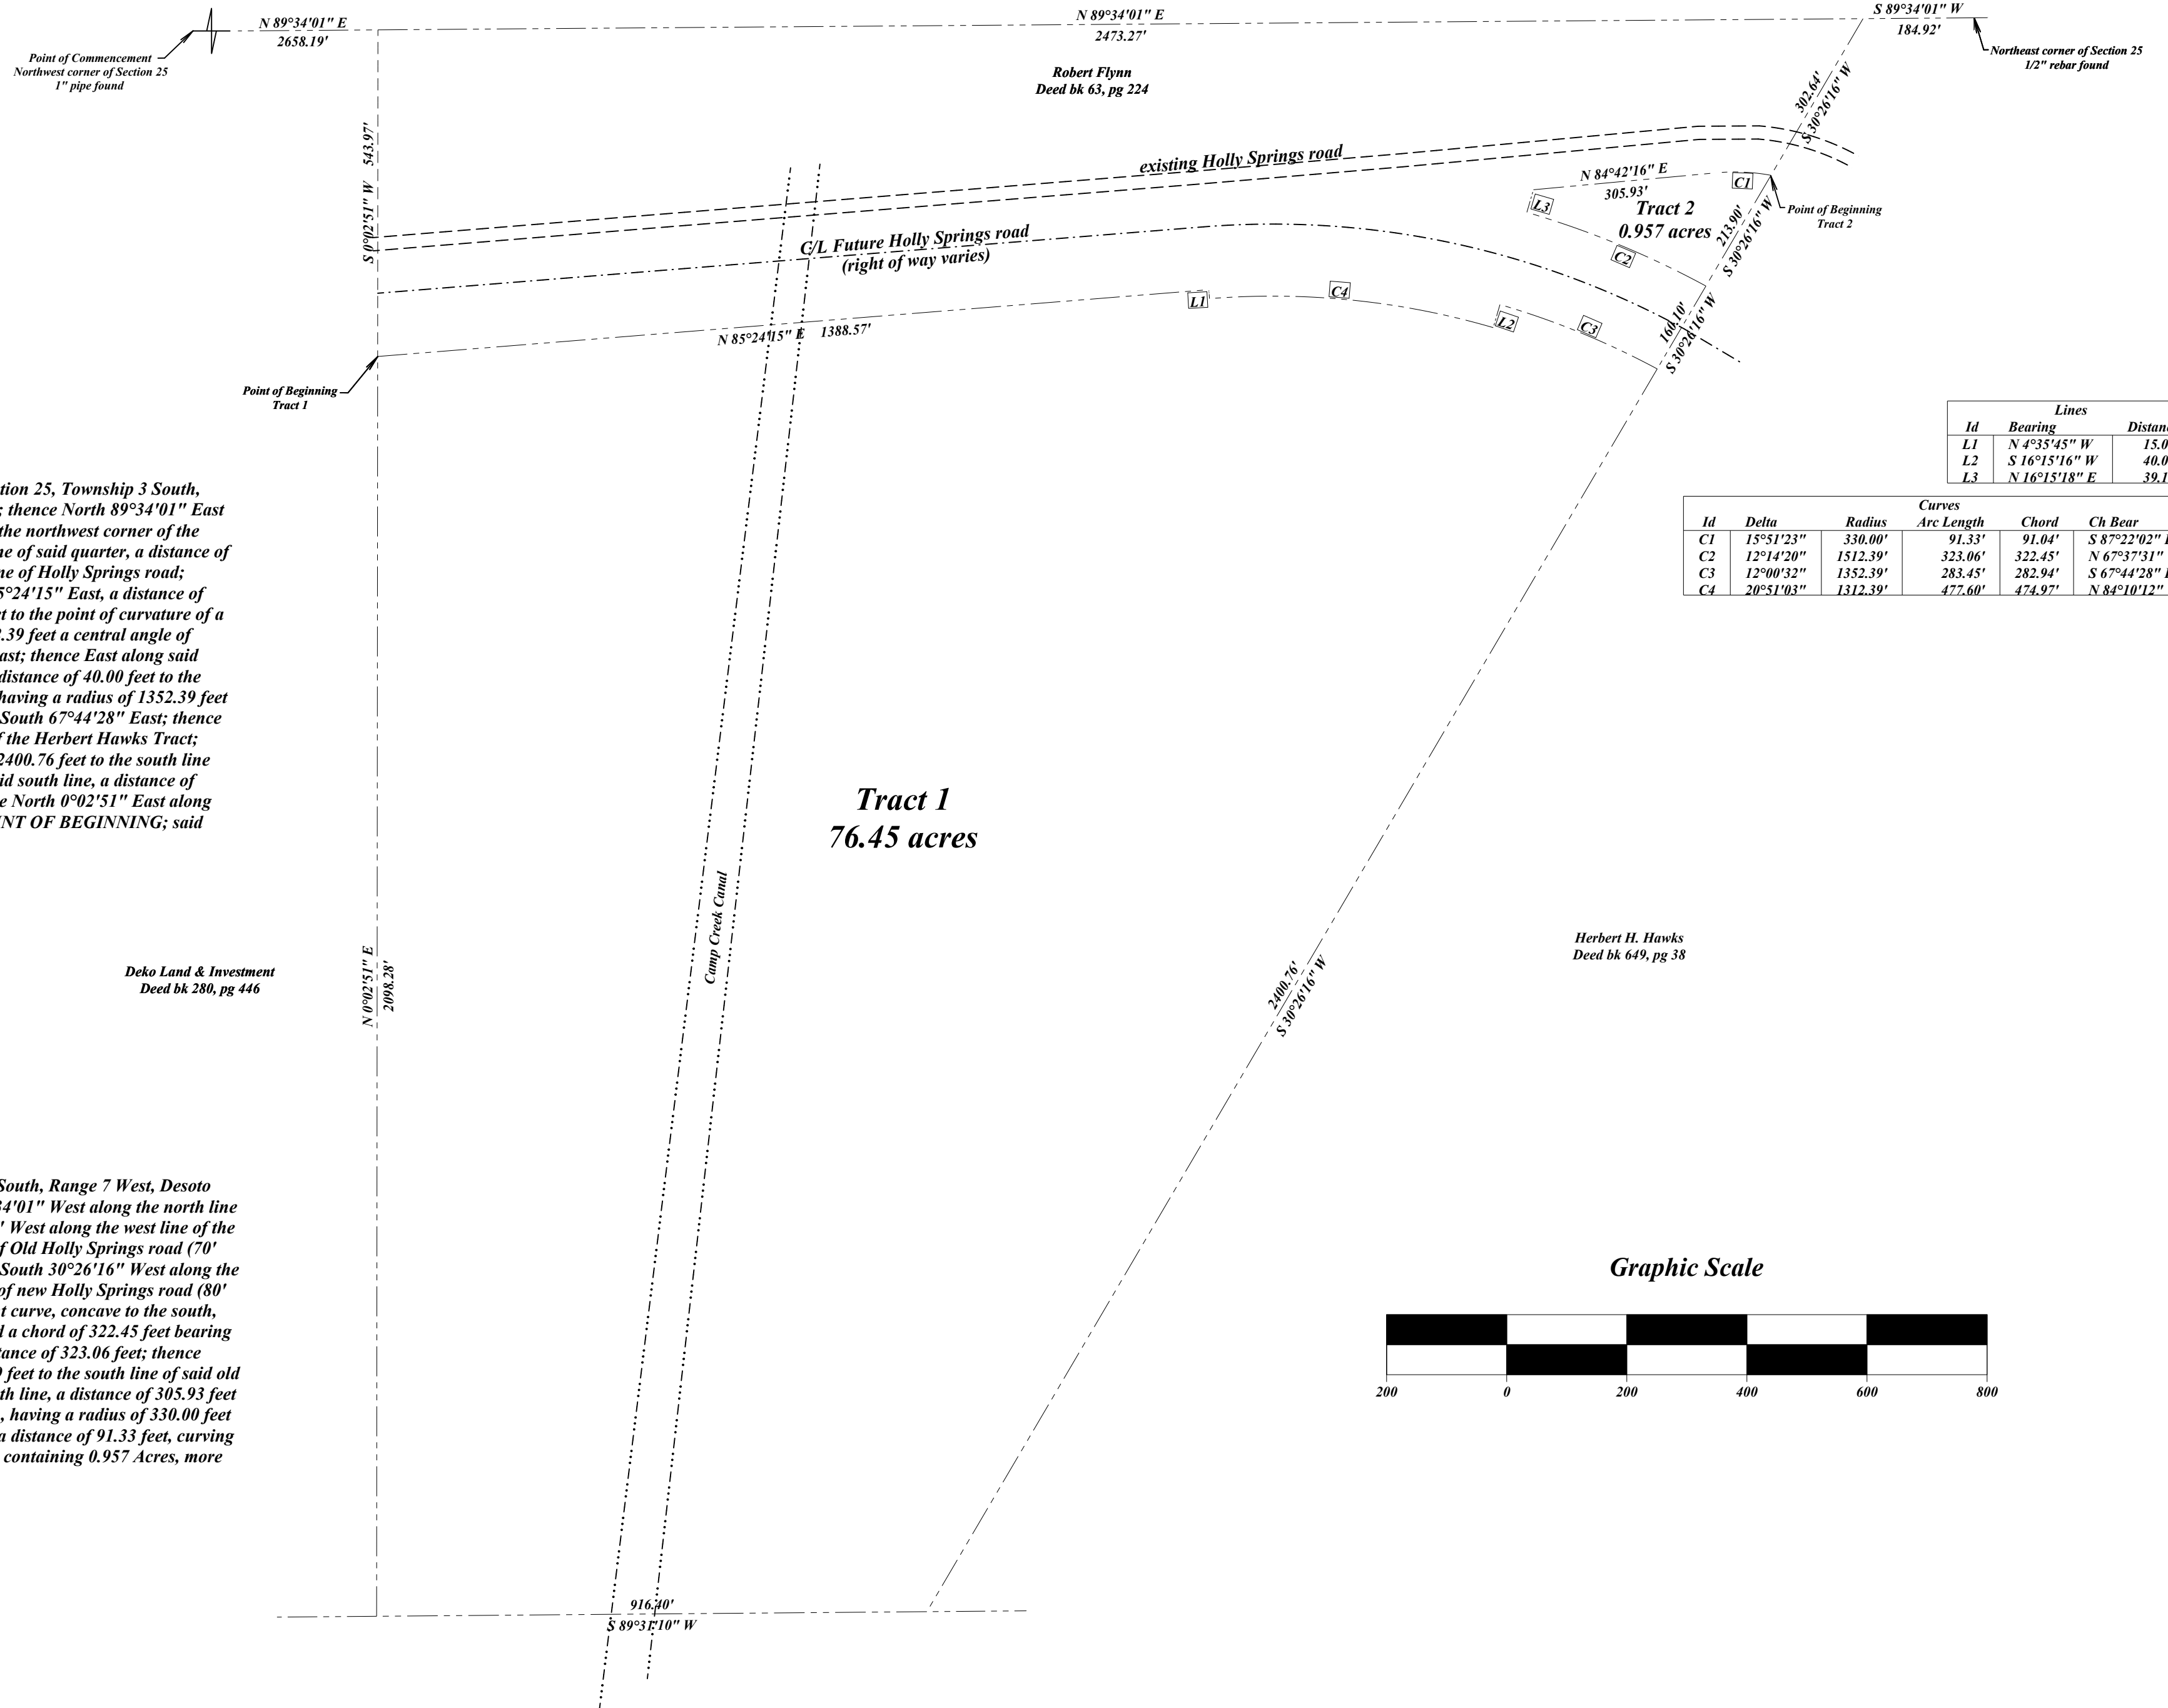 N 89°34'01" E
2658.19'
N 89°34'01" E
2473.27'
S 89°34'01" W
184.92'
Point of Commencement
Northwest corner of Section 25
1" pipe found
Northeast corner of Section 25
1/2" rebar found
Robert Flynn
Deed bk 63, pg 224
S 0°02'51" W 543.97'
302.64'
S 30°26'16" W
existing Holly Springs road
N 84°42'16" E
305.93'
C1
L3
Tract 2
0.957 acres
213.90'
S 30°26'16" W
Point of Beginning
Tract 2
C/L Future Holly Springs road
(right of way varies)
C2
L1
C4
L2
C3
160.10'
S 30°26'16" W
N 85°24'15" E 1388.57'
Point of Beginning
Tract 1
Lines
Id Bearing Distan
L1 N 4°35'45" W 15.0
L2 S 16°15'16" W 40.0
L3 N 16°15'18" E 39.1
Curves
Id Delta Radius Arc Length Chord Ch Bear
C1 15°51'23" 330.00' 91.33' 91.04' S 87°22'02"
C2 12°14'20" 1512.39' 323.06' 322.45' N 67°37'31"
C3 12°00'32" 1352.39' 283.45' 282.94' S 67°44'28"
C4 20°51'03" 1312.39' 477.60' 474.97' N 84°10'12"
tion 25, Township 3 South,
; thence North 89°34'01" East
the northwest corner of the
ne of said quarter, a distance of
ne of Holly Springs road;
5°24'15" East, a distance of
t to the point of curvature of a
.39 feet a central angle of
ast; thence East along said
distance of 40.00 feet to the
having a radius of 1352.39 feet
South 67°44'28" East; thence
f the Herbert Hawks Tract;
2400.76 feet to the south line
id south line, a distance of
e North 0°02'51" East along
INT OF BEGINNING; said
Tract 1
76.45 acres
Camp Creek Canal
Deko Land & Investment
Deed bk 280, pg 446
N 0°02'51" E
2098.28'
2400.76'
S 30°26'16" W
Herbert H. Hawks
Deed bk 649, pg 38
South, Range 7 West, Desoto
34'01" West along the north line
" West along the west line of the
f Old Holly Springs road (70'
South 30°26'16" West along the
of new Holly Springs road (80'
t curve, concave to the south,
d a chord of 322.45 feet bearing
tance of 323.06 feet; thence
feet to the south line of said old
th line, a distance of 305.93 feet
, having a radius of 330.00 feet
a distance of 91.33 feet, curving
containing 0.957 Acres, more
Graphic Scale
200 0 200 400 600 800
916.40'
S 89°31'10" W